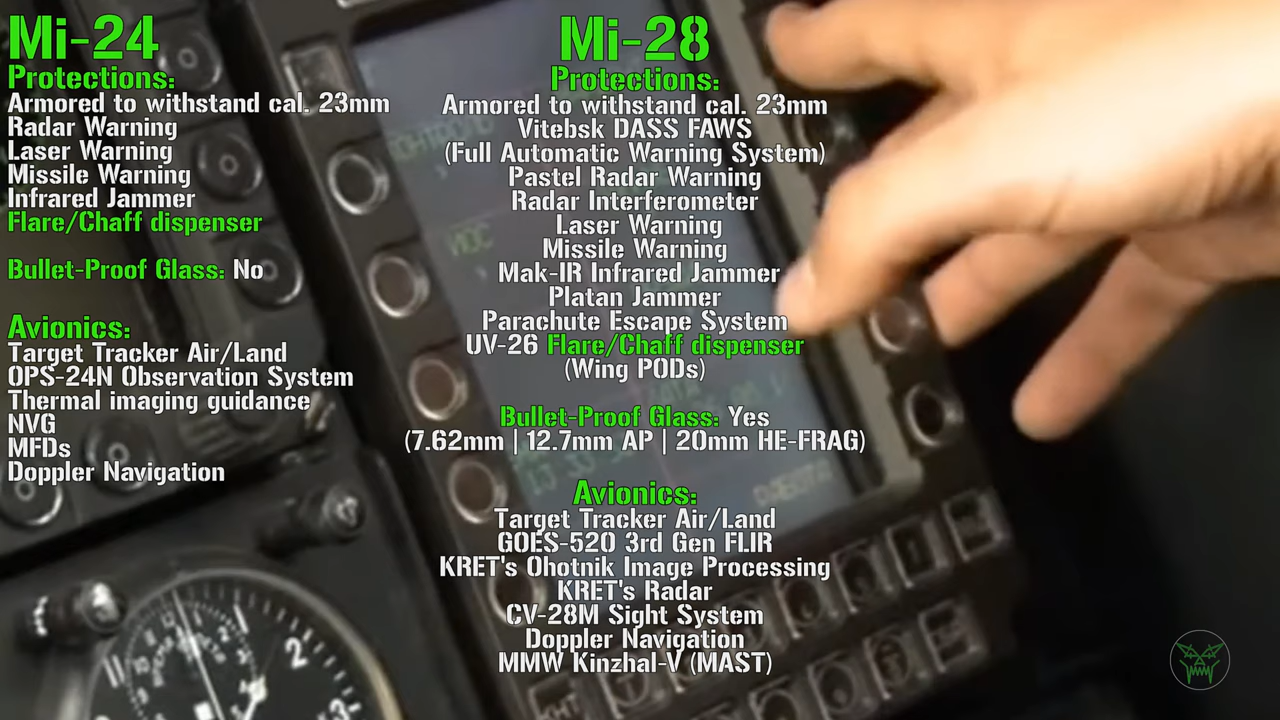 Mi-24
Protections:
Armored to withstand cal. 23mm
Radar Warning
Laser Warning
Missile Warning
Infrared Jammer
Flare/Chaff dispenser
Bullet-Proof Glass: No
Avionics:
Target Tracker Air/Land
OPS-24N Observation System
Thermal imaging guidance
NVG
MFDs
Doppler Navigation
Mi-28
Protections:
Armored to withstand cal. 23mm
Vitebsk DASS FAWS
(Full Automatic Warning System)
Pastel Radar Warning
Radar Interferometer
Laser Warning
Missile Warning
Mak-IR Infrared Jammer
Platan Jammer
Parachute Escape System
UV-26 Flare/Chaff dispenser
(Wing PODs)
Bullet-Proof Glass: Yes
(7.62mm | 12.7mm AP | 20mm HE-FRAG)
Avionics:
Target Tracker Air/Land
GOES-520 3rd Gen FLIR
KRET's Ohotnik Image Processing
KRET's Radar
CV-28M Sight System
Doppler Navigation
MMW Kinzhal-V (MAST)
1
2
11